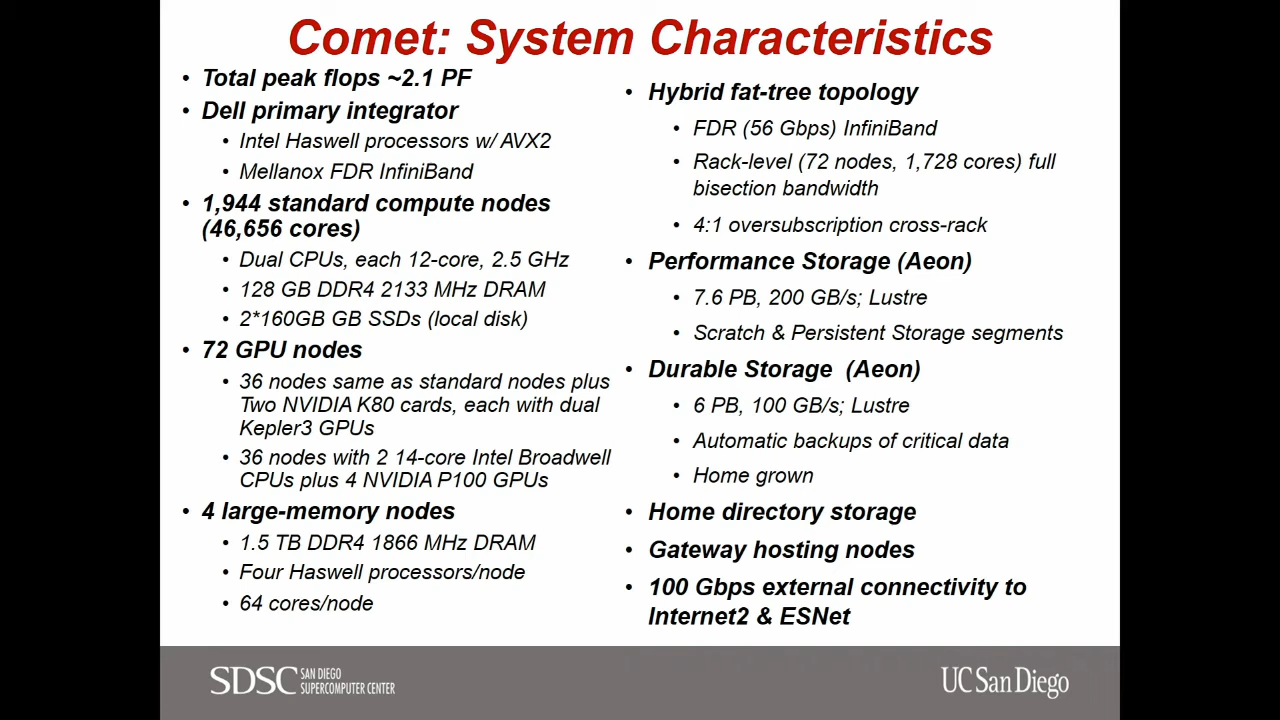 Comet: System Characteristics
• Total peak flops ~2.1 PF
• Dell primary integrator
• Intel Haswell processors w/ AVX2
• Mellanox FDR InfiniBand
• 1,944 standard compute nodes
(46,656 cores)
• Dual CPUs, each 12-core, 2.5 GHz
• 128 GB DDR4 2133 MHz DRAM
• 2*160GB GB SSDs (local disk)
• 72 GPU nodes
• 36 nodes same as standard nodes plus
Two NVIDIA K80 cards, each with dual
Kepler3 GPUs
• 36 nodes with 2 14-core Intel Broadwell
CPUs plus 4 NVIDIA P100 GPUs
• 4 large-memory nodes
• 1.5 TB DDR4 1866 MHz DRAM
• Four Haswell processors/node
• 64 cores/node
• Hybrid fat-tree topology
• FDR (56 Gbps) InfiniBand
• Rack-level (72 nodes, 1,728 cores) full
bisection bandwidth
• 4:1 oversubscription cross-rack
• Performance Storage (Aeon)
• 7.6 PB, 200 GB/s; Lustre
• Scratch & Persistent Storage segments
• Durable Storage (Aeon)
• 6 PB, 100 GB/s; Lustre
• Automatic backups of critical data
• Home grown
• Home directory storage
• Gateway hosting nodes
• 100 Gbps external connectivity to
Internet2 & ESNet
SDSC SAN DIEGO
SUPERCOMPUTER CENTER
UC San Diego